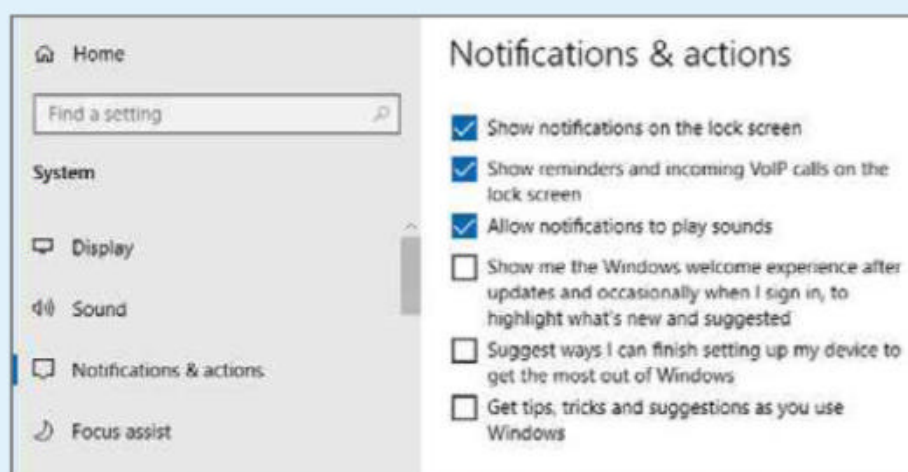 Home
Find a setting
System
Display
Sound
Notifications & actions
Focus assist
Notifications & actions
Show notifications on the lock screen
Show reminders and incoming VoIP calls on the
lock screen
Allow notifications to play sounds
Show me the Windows welcome experience after
updates and occasionally when I sign in, to
highlight what's new and suggested
Suggest ways I can finish setting up my device to
get the most out of Windows
Get tips, tricks and suggestions as you use
Windows